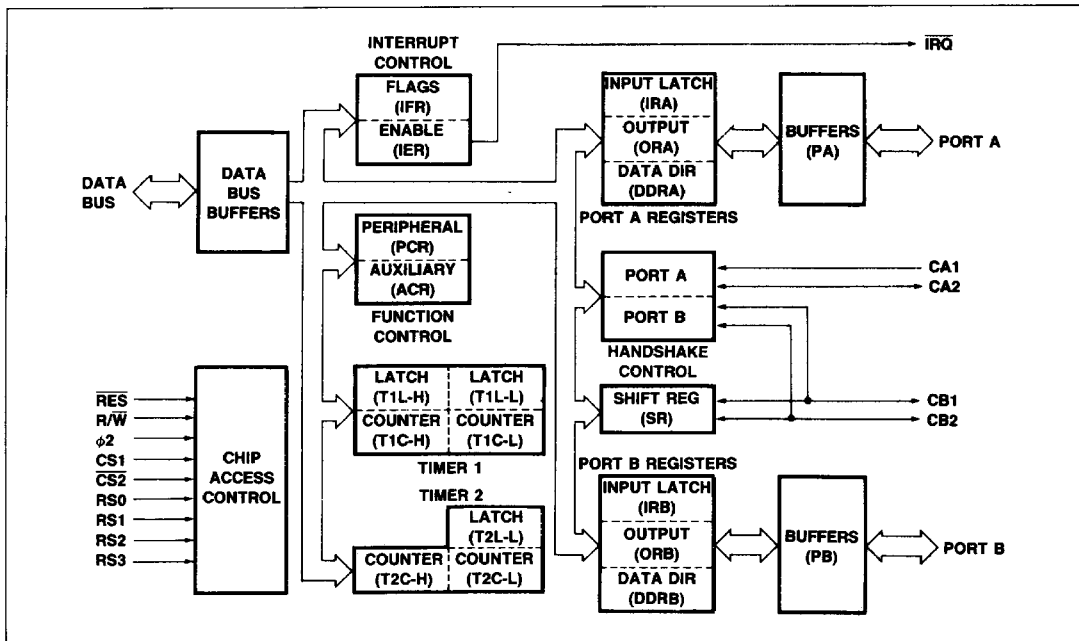 INTERRUPT
CONTROL
FLAGS
(IFR)
ENABLE
(IER)
IRQ
DATA
BUS
DATA
BUS
BUFFERS
INPUT LATCH
(IRA)
OUTPUT
(ORA)
DATA DIR
(DDRA)
PORT A REGISTERS
BUFFERS
(PA)
PORT A
PERIPHERAL
(PCR)
AUXILIARY
(ACR)
FUNCTION
CONTROL
PORT A
PORT B
HANDSHAKE
CONTROL
CA1
CA2
LATCH
(T1L-H)
LATCH
(T1L-L)
COUNTER
(T1C-H)
COUNTER
(T1C-L)
TIMER 1
SHIFT REG
(SR)
CB1
CB2
RES
R/W
ϕ2
CS1
CS2
RS0
RS1
RS2
RS3
CHIP
ACCESS
CONTROL
TIMER 2
LATCH
(T2L-L)
COUNTER
(T2C-H)
COUNTER
(T2C-L)
PORT B REGISTERS
INPUT LATCH
(IRB)
OUTPUT
(ORB)
DATA DIR
(DDRB)
BUFFERS
(PB)
PORT B